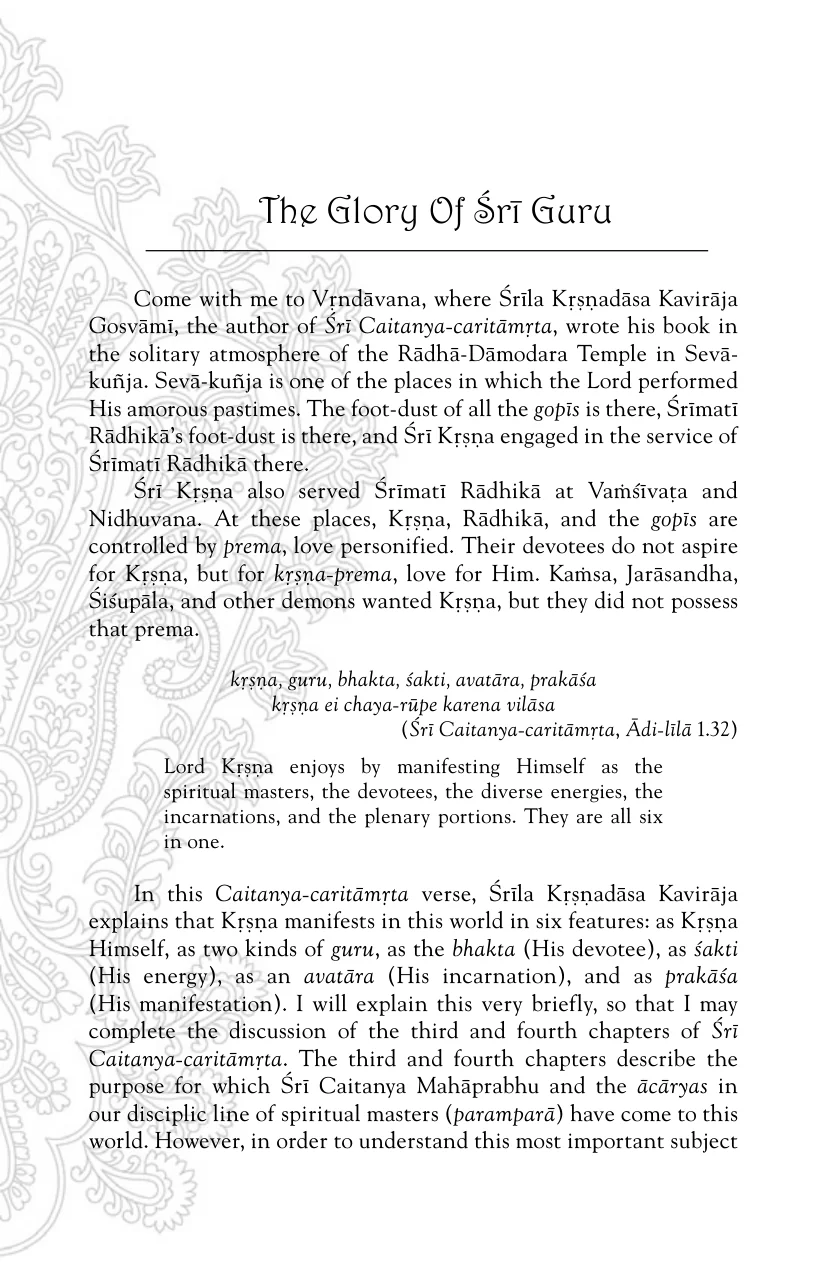 The Glory Of Śrī Guru
Come with me to Vṛndāvana, where Śrīla Kṛṣṇadāsa Kavirāja
Gosvāmī, the author of Śrī Caitanya-caritāmṛta, wrote his book in
the solitary atmosphere of the Rādhā-Dāmodara Temple in Sevā-
kuñja. Sevā-kuñja is one of the places in which the Lord performed
His amorous pastimes. The foot-dust of all the gopīs is there, Śrīmatī
Rādhikā's foot-dust is there, and Śrī Kṛṣṇa engaged in the service of
Śrīmatī Rādhikā there.
Śrī Kṛṣṇa also served Śrīmatī Rādhikā at Vaṁśīvaṭa and
Nidhuvana. At these places, Kṛṣṇa, Rādhikā, and the gopīs are
controlled by prema, love personified. Their devotees do not aspire
for Kṛṣṇa, but for kṛṣṇa-prema, love for Him. Kaṁsa, Jarāsandha,
Śiśupāla, and other demons wanted Kṛṣṇa, but they did not possess
that prema.
kṛṣṇa, guru, bhakta, śakti, avatāra, prakāśa
kṛṣṇa ei chaya-rūpe karena vilāsa
(Śrī Caitanya-caritāmṛta, Ādi-līlā 1.32)
Lord Kṛṣṇa enjoys by manifesting Himself as the
spiritual masters, the devotees, the diverse energies, the
incarnations, and the plenary portions. They are all six
in one.
In this Caitanya-caritāmṛta verse, Śrīla Kṛṣṇadāsa Kavirāja
explains that Kṛṣṇa manifests in this world in six features: as Kṛṣṇa
Himself, as two kinds of guru, as the bhakta (His devotee), as śakti
(His energy), as an avatāra (His incarnation), and as prakāśa
(His manifestation). I will explain this very briefly, so that I may
complete the discussion of the third and fourth chapters of Śrī
Caitanya-caritāmṛta. The third and fourth chapters describe the
purpose for which Śrī Caitanya Mahāprabhu and the ācāryas in
our disciplic line of spiritual masters (paramparā) have come to this
world. However, in order to understand this most important subject